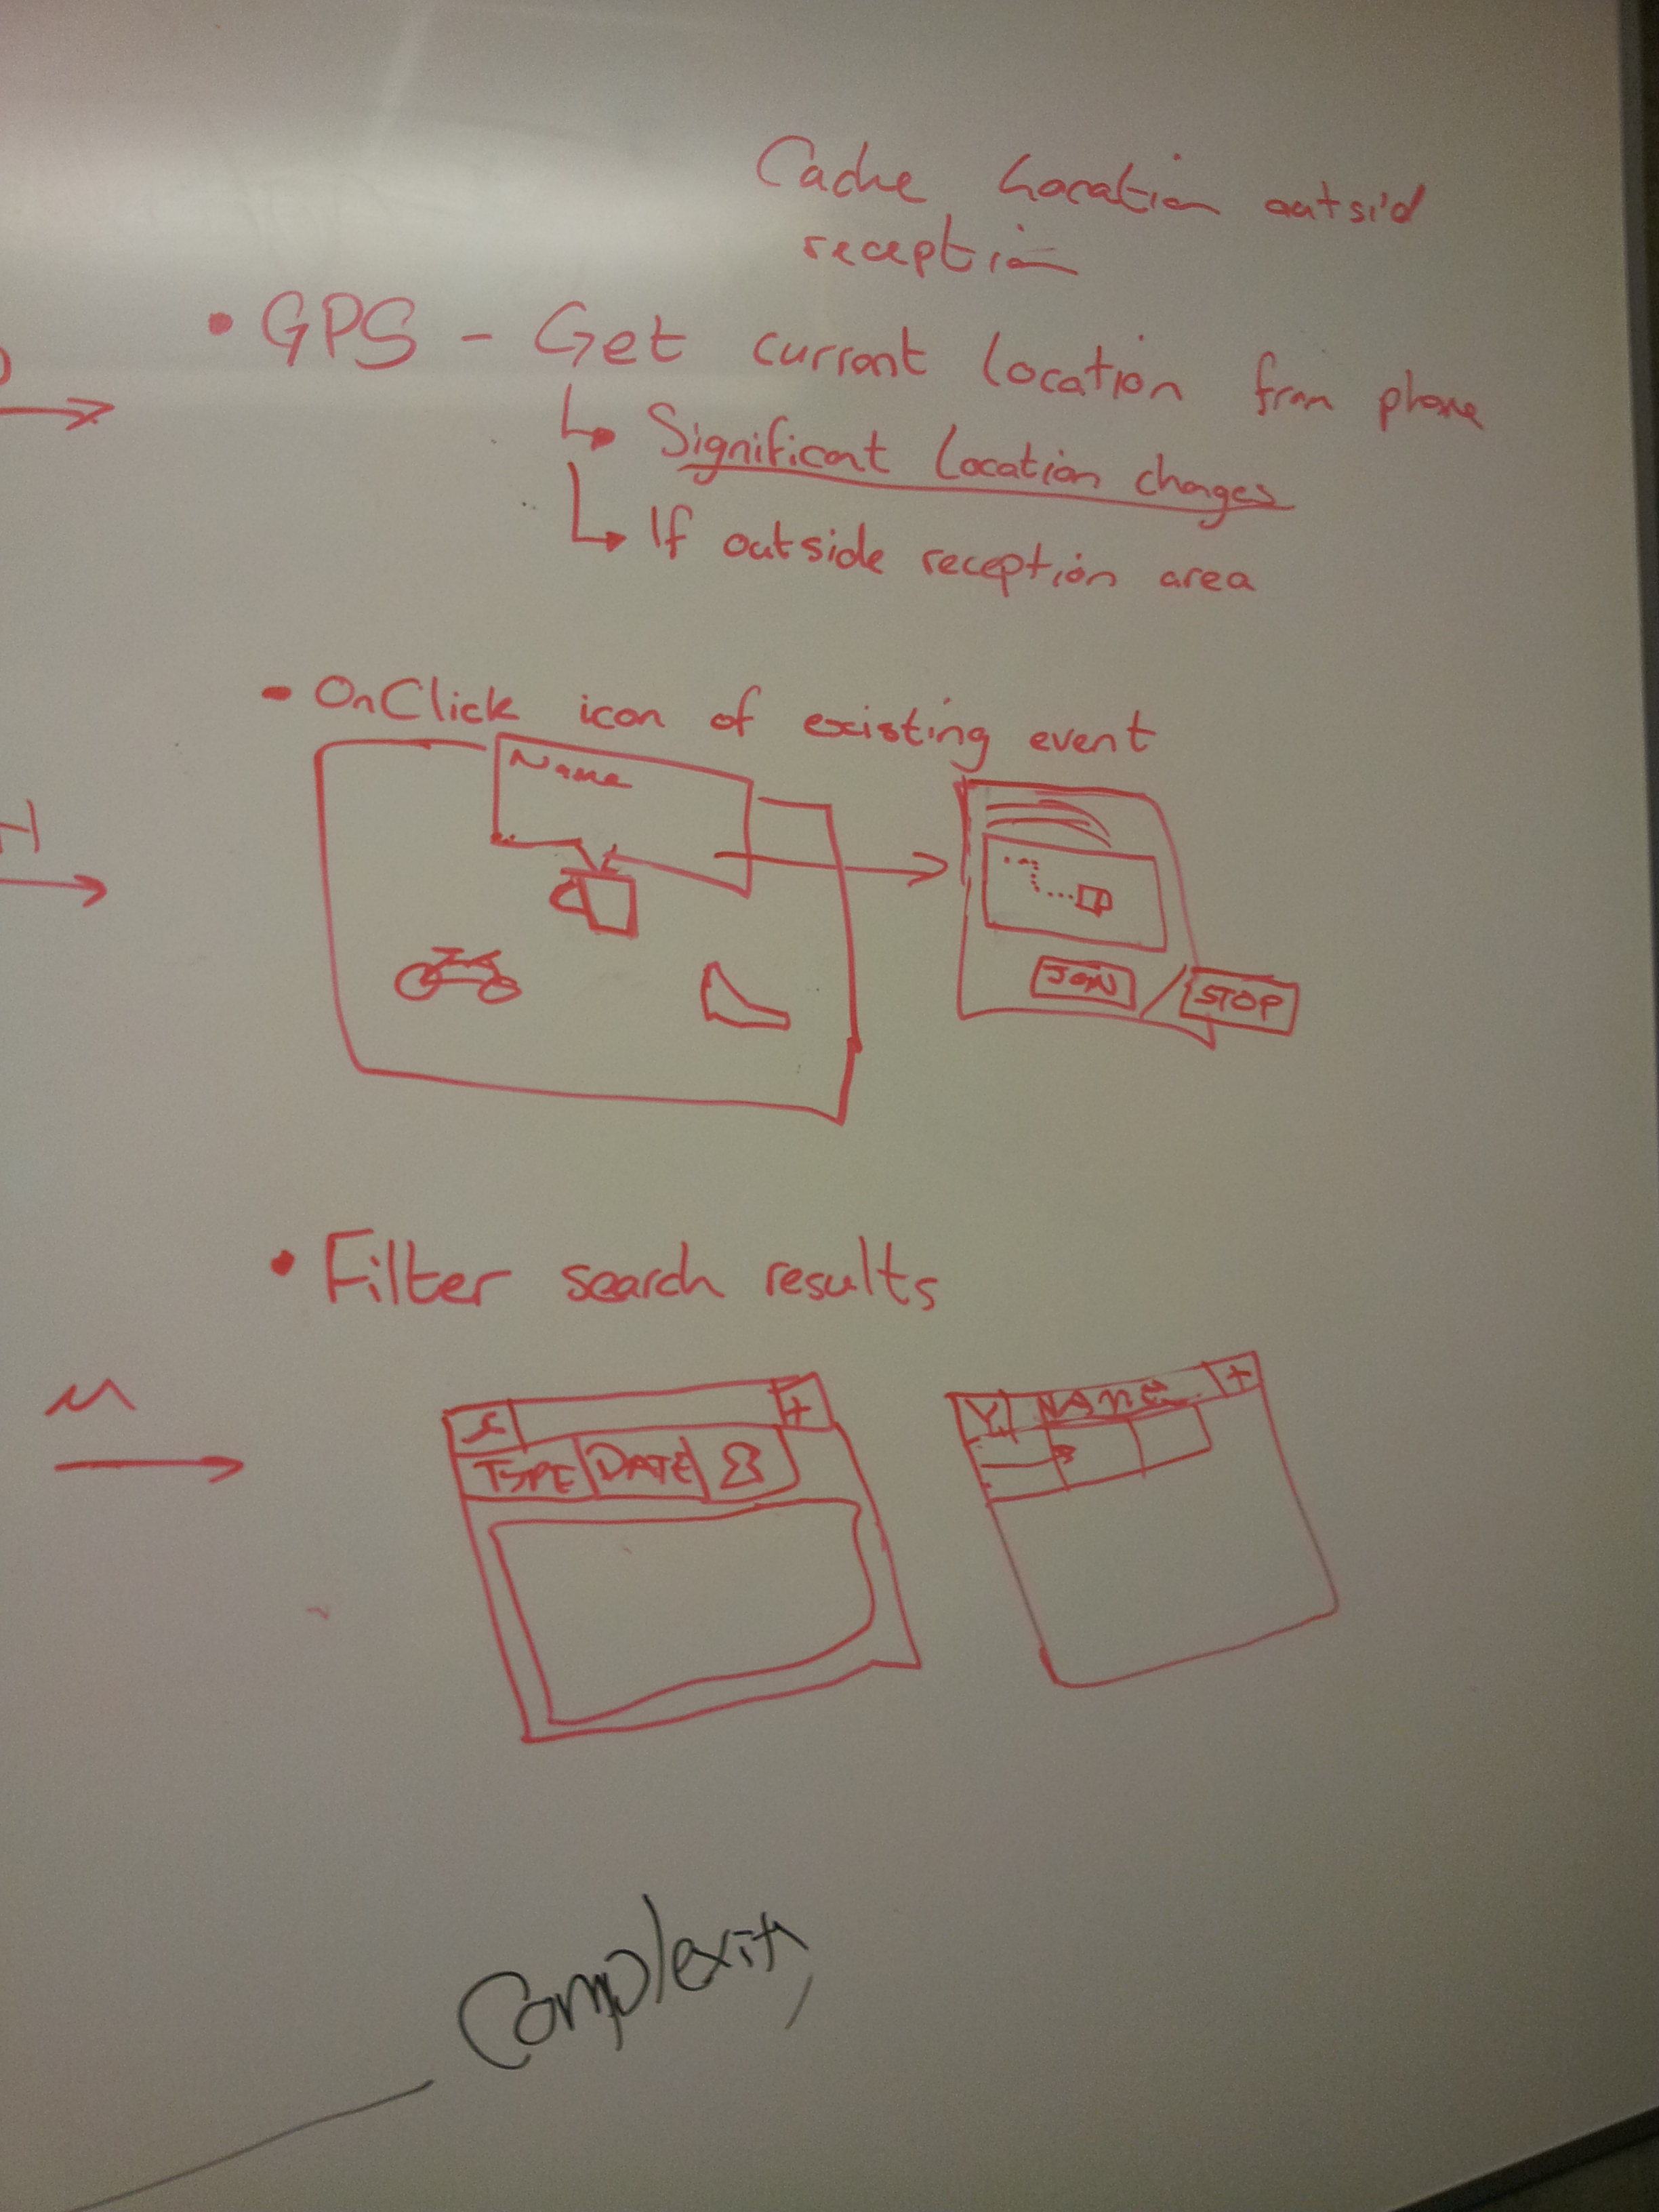 Cache Location outsid
reception
• GPS - Get current location from phone
Significant Location changes
If outside reception area
H
- OnClick icon of existing event
Name
JOIN / STOP
• Filter search results
M
+
TYPE DATE
NAME +
Complexity